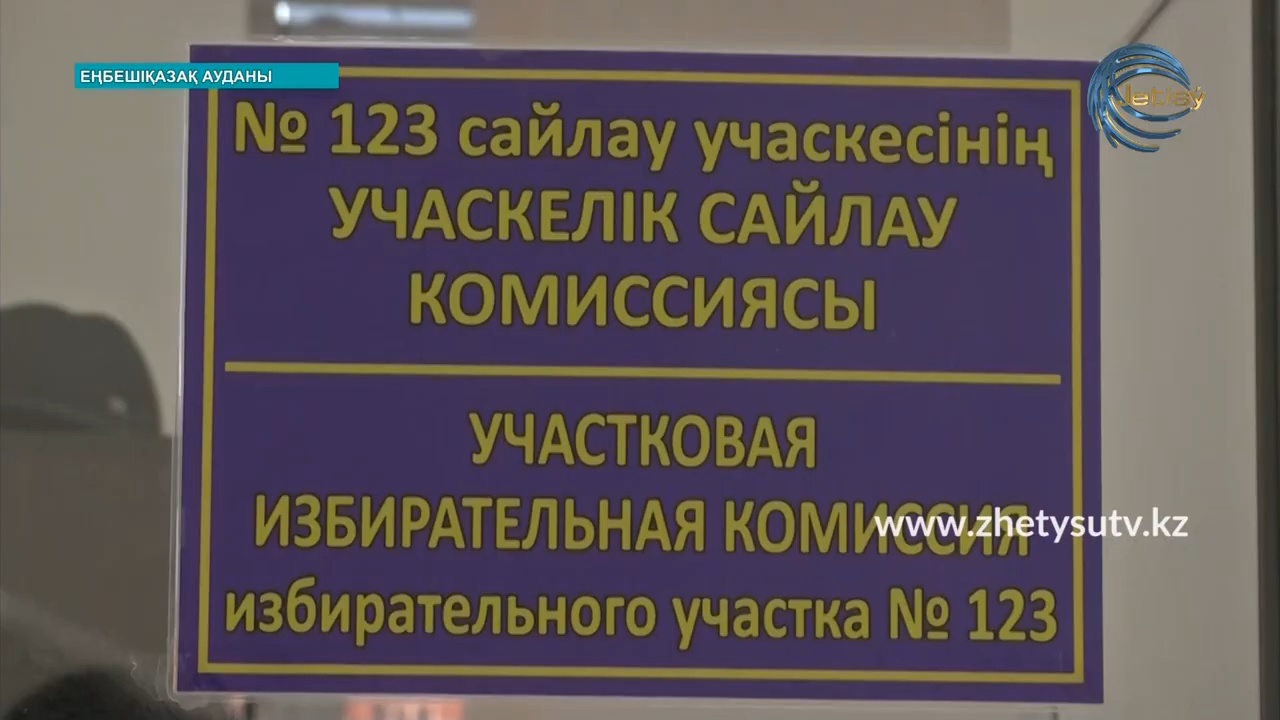 ЕҢБЕШІҚАЗАҚ АУДАНЫ
Jetisý
№ 123 сайлау учаскесінің
УЧАСКЕЛІК САЙЛАУ
КОМИССИЯСЫ
УЧАСТКОВАЯ
ИЗБИРАТЕЛЬНАЯ КОМИССИЯ
www.zhetysutv.kz
избирательного участка № 123